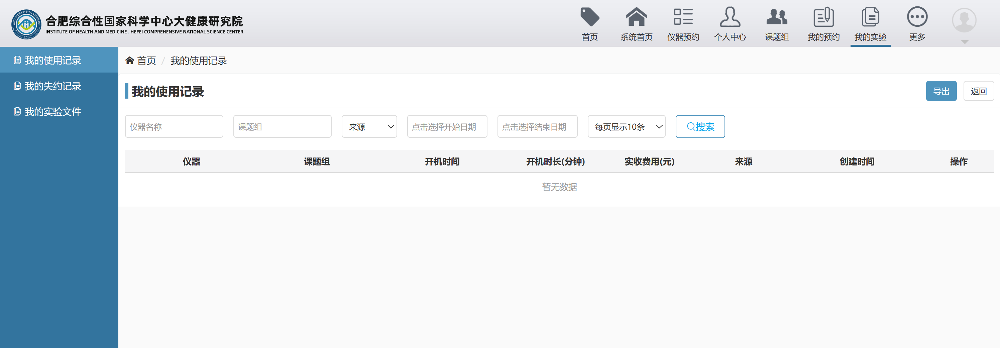 合肥综合性国家科学中心大健康研究院
INSTITUTE OF HEALTH AND MEDICINE, HEFEI COMPREHENSIVE NATIONAL SCIENCE CENTER
首页 系统首页 仪器预约 个人中心 课题组 我的预约 我的实验 更多
我的使用记录
我的失约记录
我的实验文件
首页 / 我的使用记录
我的使用记录
导出 返回
仪器名称 课题组 来源 点击选择开始日期 点击选择结束日期 每页显示10条 搜索
仪器 课题组 开机时间 开机时长(分钟) 实收费用(元) 来源 创建时间 操作
暂无数据